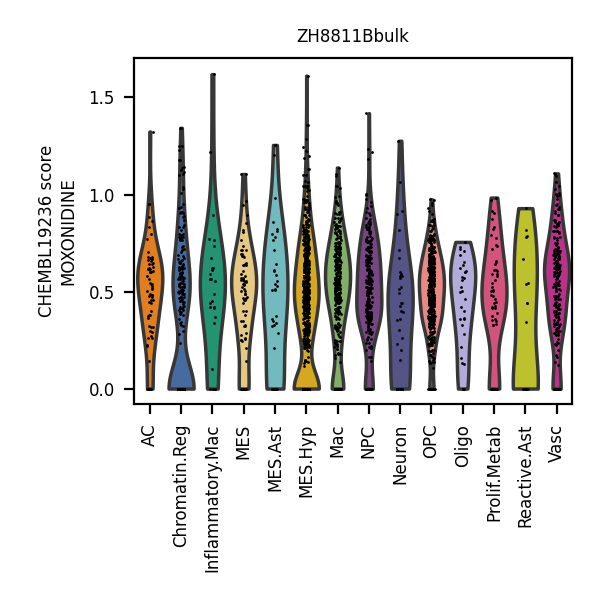 ZH8811Bbulk
CHEMBL19236 score
MOXONIDINE
1.5
1.0
0.5
0.0
AC
Chromatin.Reg
Inflammatory.Mac
MES
MES.Ast
MES.Hyp
Mac
NPC
Neuron
OPC
Oligo
Prolif.Metab
Reactive.Ast
Vasc